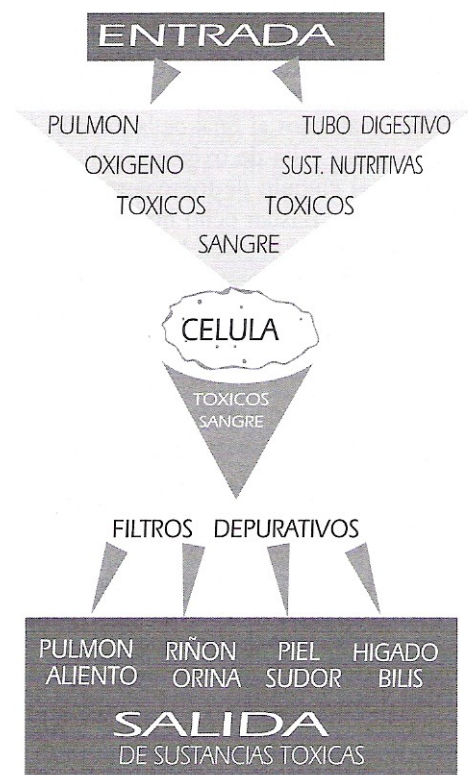 ENTRADA
PULMON TUBO DIGESTIVO
OXIGENO SUST. NUTRITIVAS
TOXICOS TOXICOS
SANGRE
CELULA
TOXICOS
SANGRE
FILTROS DEPURATIVOS
PULMON RIÑON PIEL HIGADO
ALIENTO ORINA SUDOR BILIS
SALIDA
DE SUSTANCIAS TOXICAS